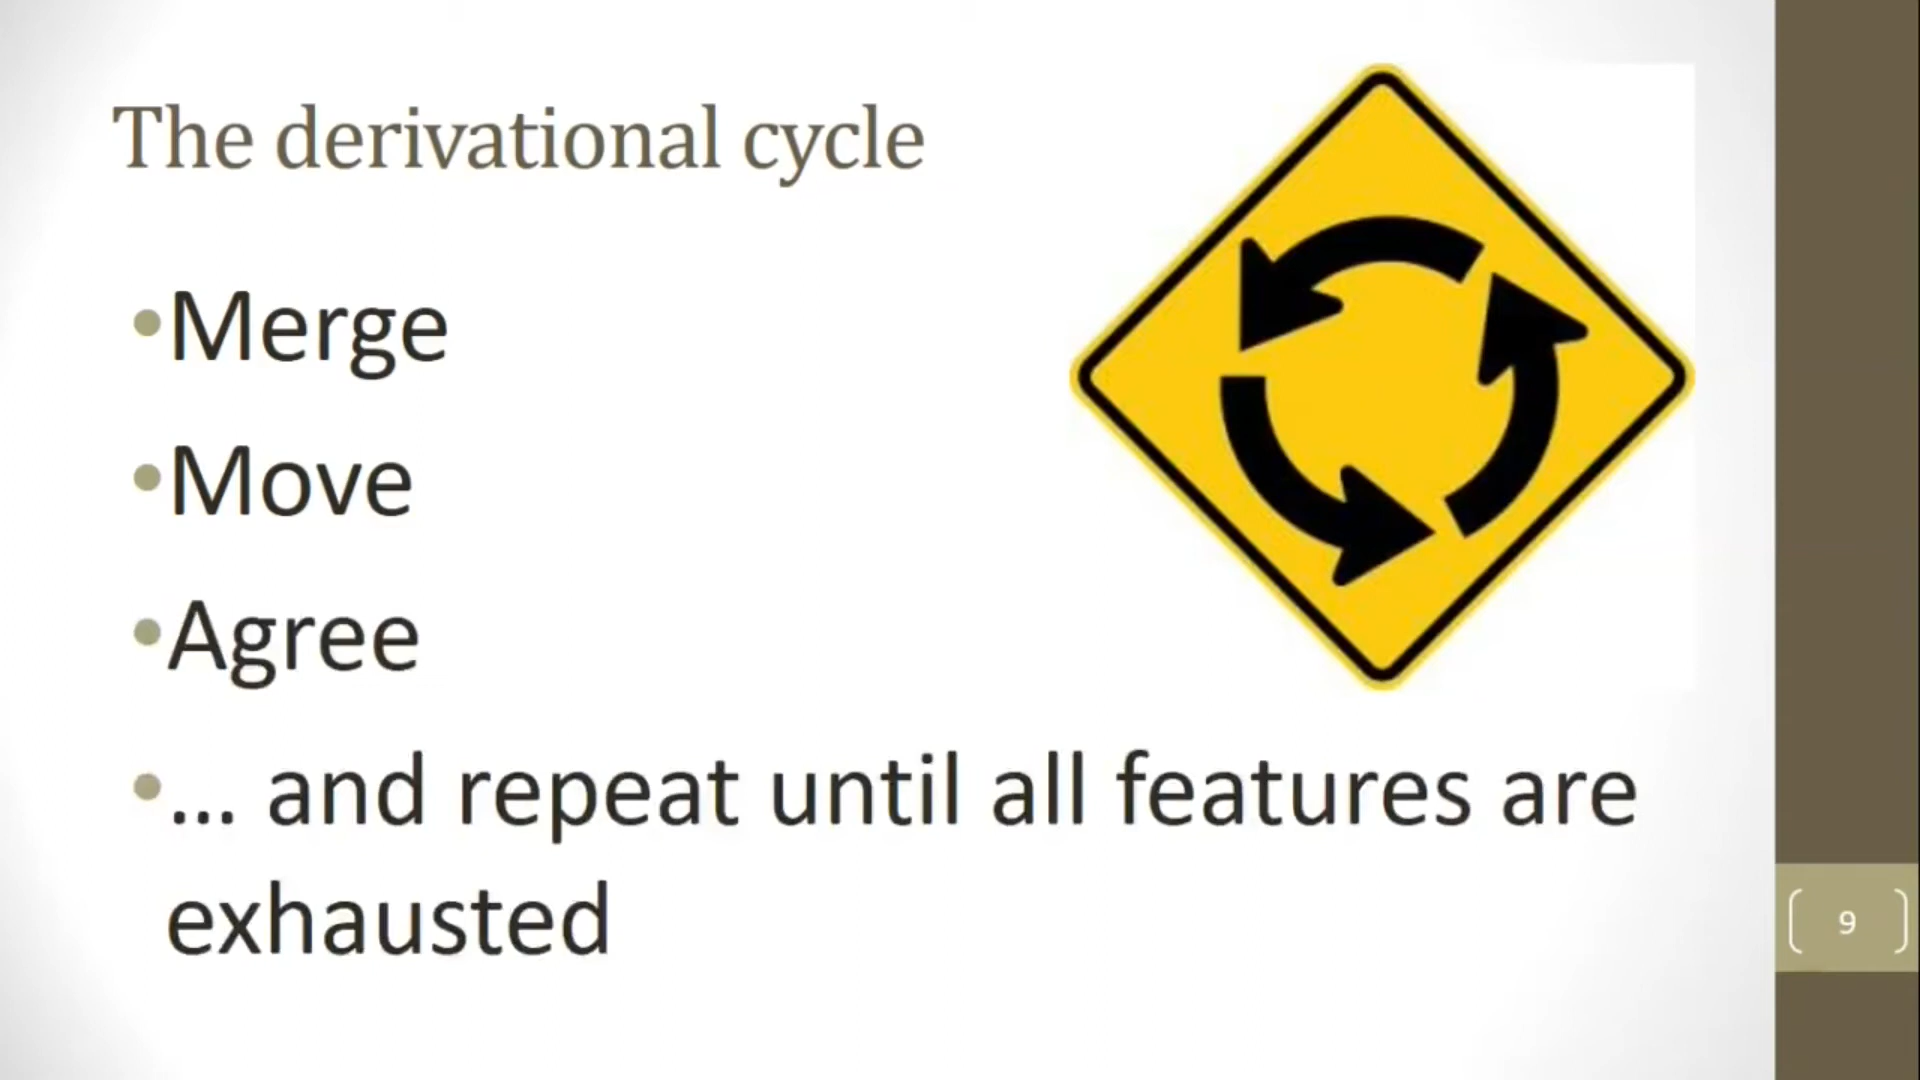 The derivational cycle
•Merge
•Move
•Agree
•… and repeat until all features are
exhausted
9